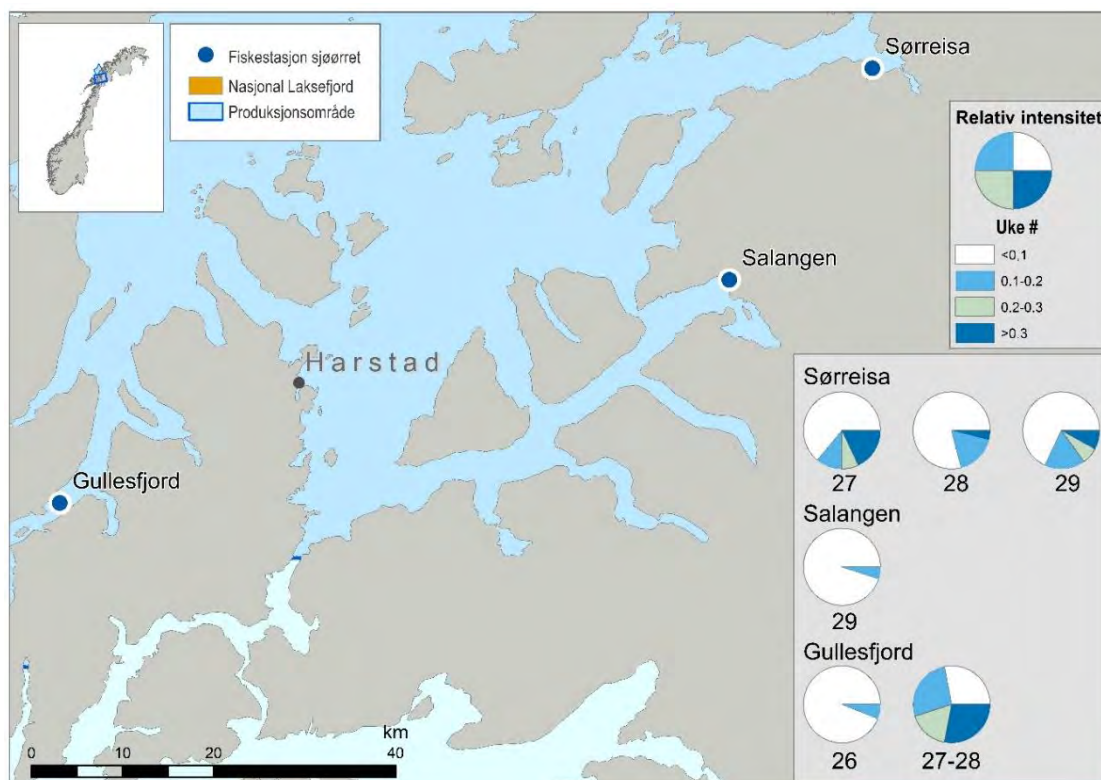 Fiskestasjon sjøørret
Nasjonal Laksefjord
Produksjonsområde
Sørreisa
Relativ intensitet
Uke #
<0,1
0.1-0.2
0.2-0.3
>0.3
Salangen
Harstad
Gullesfjord
Sørreisa
27
28
29
Salangen
29
Gullesfjord
26
27-28
km
0
10
20
40